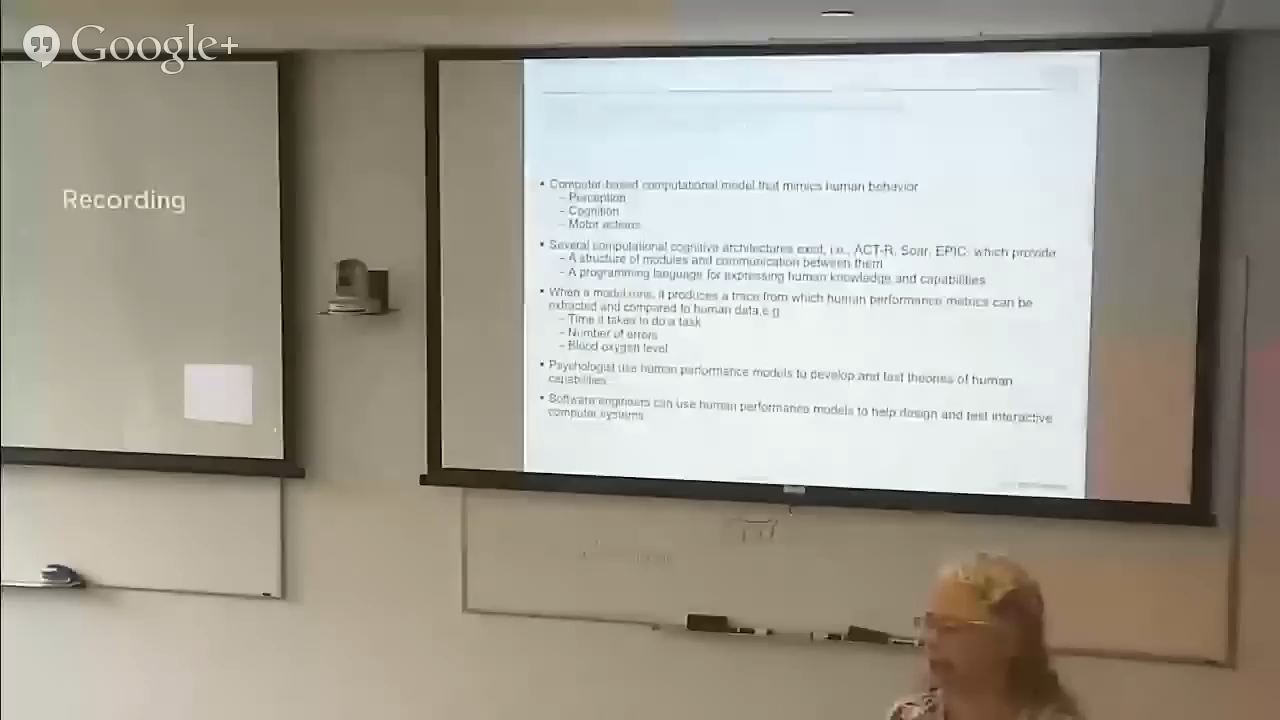 Google+
Recording
• Computer-based computational model that mimics human behavior
– Perception
– Cognition
– Motor actions
• Several computational cognitive architectures exist, i.e., ACT-R, Soar, EPIC, which provide
– A structure of modules and communication between them
– A programming language for expressing human knowledge and capabilities
• When a model runs, it produces a trace from which human performance metrics can be
extracted and compared to human data,e.g.
– Time it takes to do a task
– Number of errors
– Blood oxygen level
• Psychologist use human performance models to develop and test theories of human
capabilities
• Software engineers can use human performance models to help design and test interactive
computer systems